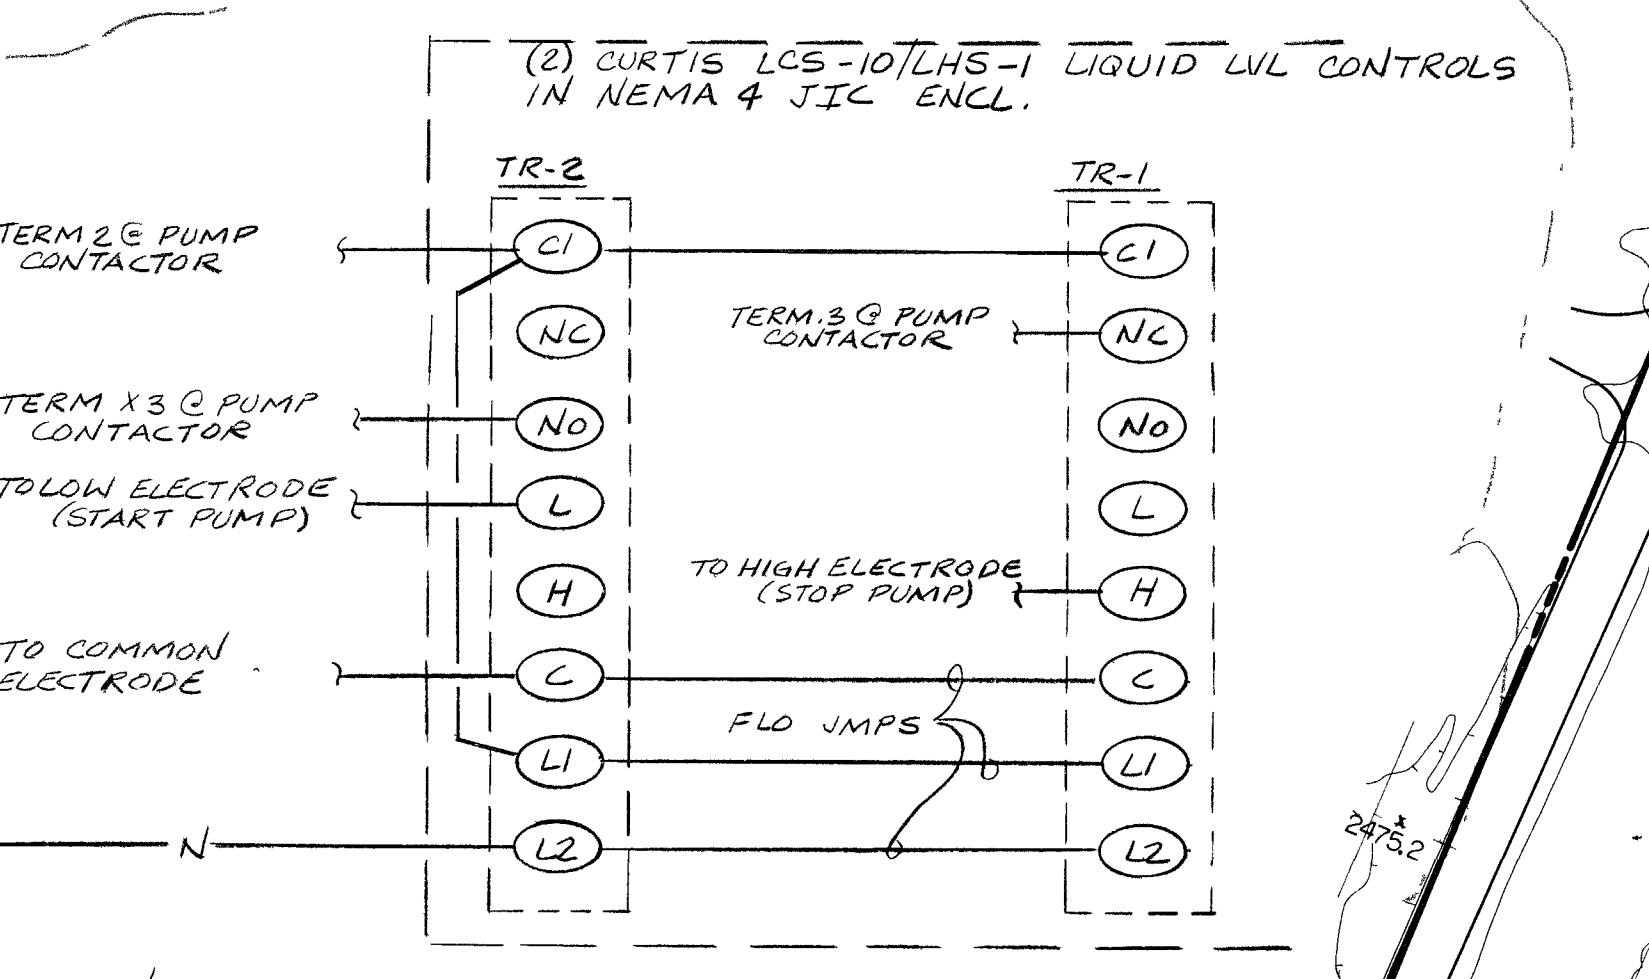 (2) CURTIS LCS-10/LHS-1 LIQUID LVL CONTROLS
IN NEMA 4 JIC ENCL.
TR-2
TR-1
TERM 2 @ PUMP
CONTACTOR
C1
C1
NC
TERM. 3 @ PUMP
CONTACTOR
NC
TERM X3 @ PUMP
CONTACTOR
NO
NO
TO LOW ELECTRODE
(START PUMP)
L
L
H
TO HIGH ELECTRODE
(STOP PUMP)
H
TO COMMON
ELECTRODE
C
C
FLO JMPS
L1
L1
N
L2
L2
2475.2